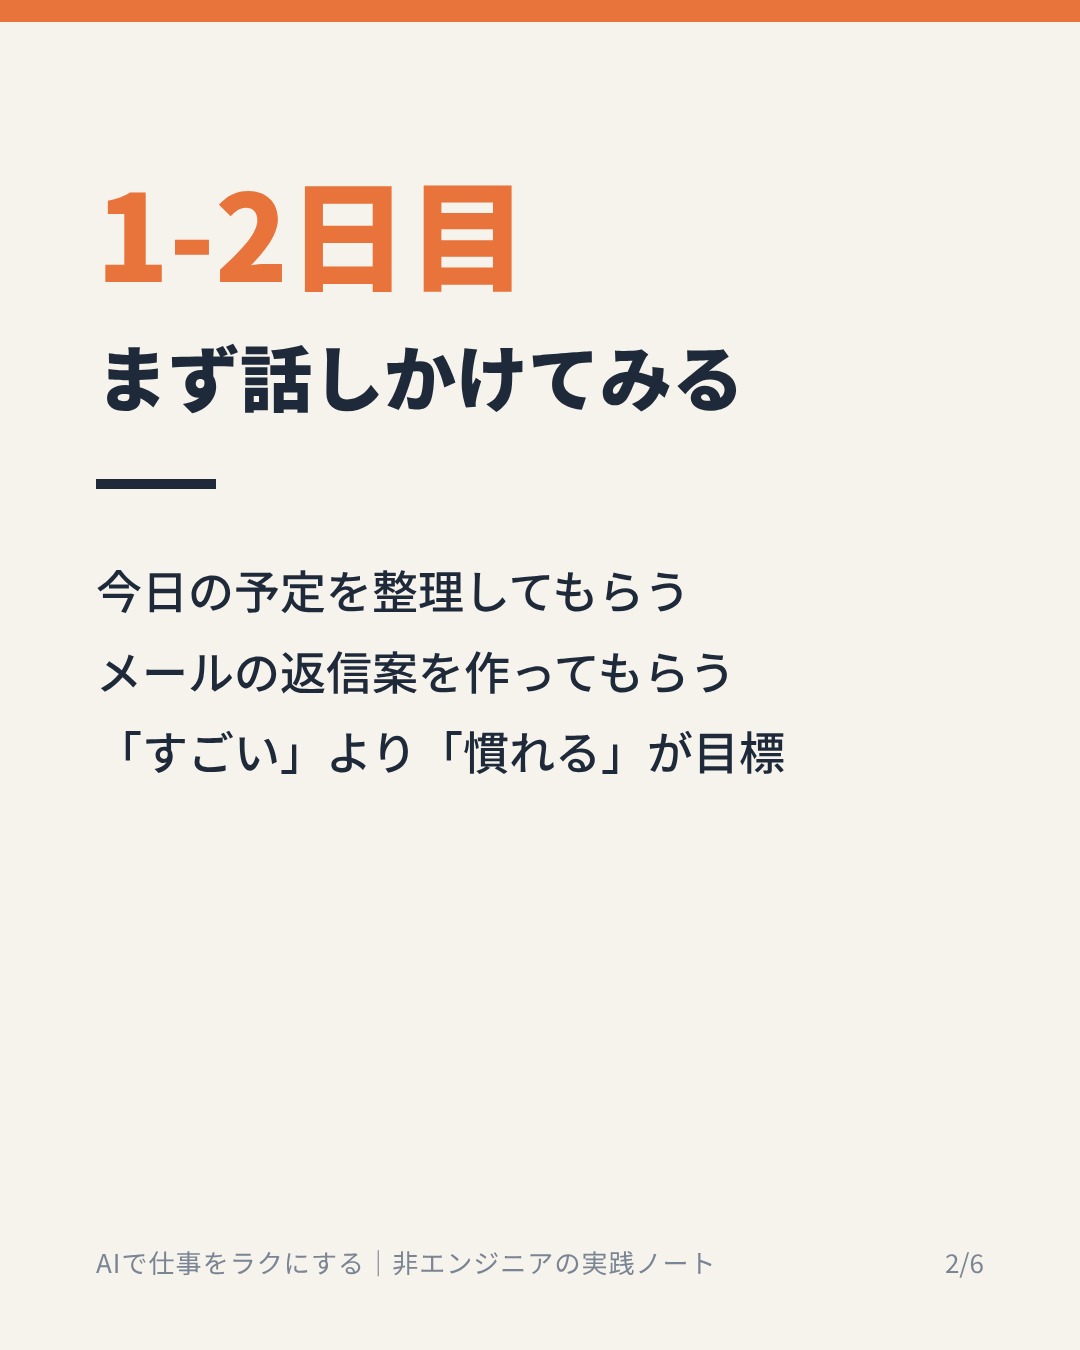 1-2日目
まず話しかけてみる
今日の予定を整理してもらう
メールの返信案を作ってもらう
「すごい」より「慣れる」が目標
AIで仕事をラクにする｜非エンジニアの実践ノート
2/6